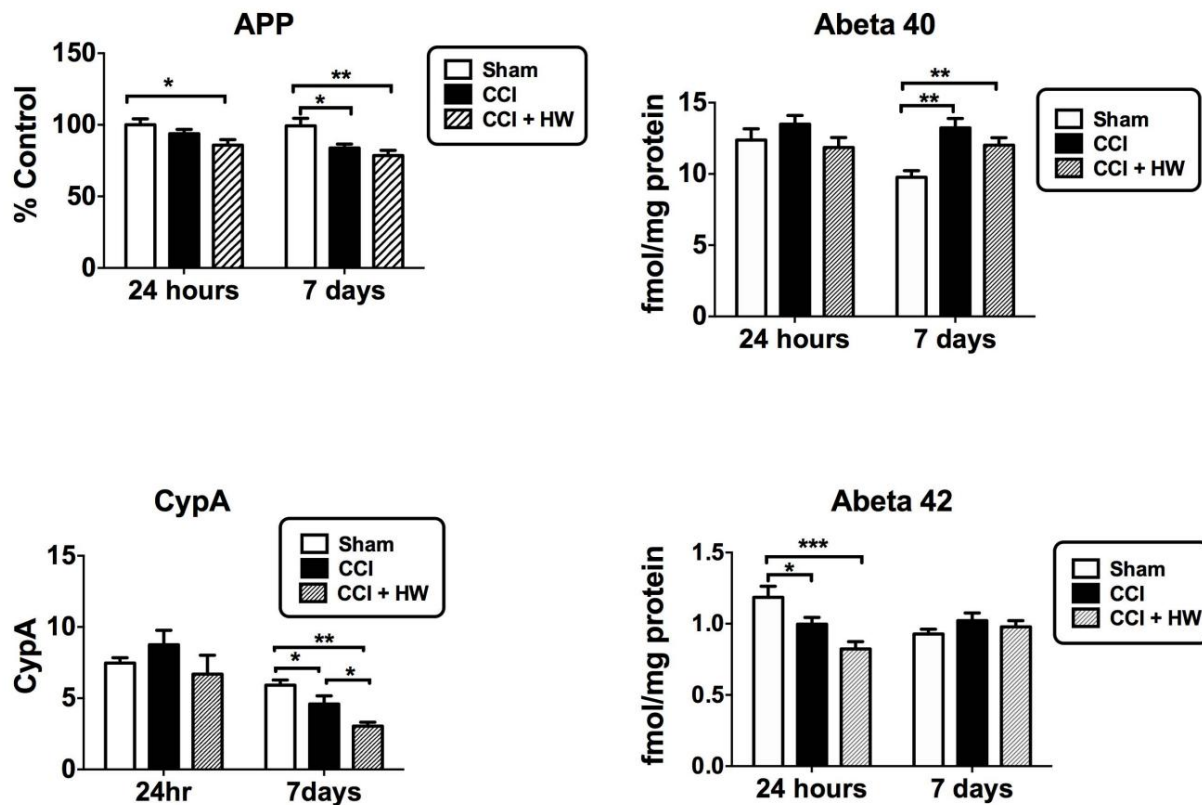 APP
% Control
150
100
50
0
*
**
*
24 hours
7 days
Sham
CCI
CCI + HW
Abeta 40
fmol/mg protein
15
10
5
0
**
**
24 hours
7 days
Sham
CCI
CCI + HW
CypA
CypA
15
10
5
0
**
*
*
24hr
7days
Sham
CCI
CCI + HW
Abeta 42
fmol/mg protein
1.5
1.0
0.5
0.0
***
*
24 hours
7 days
Sham
CCI
CCI + HW